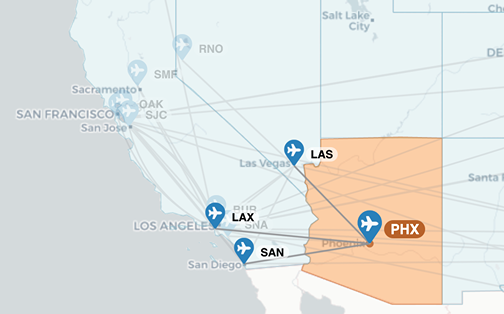 Salt Lake
City
RNO
SMF
Sacramento
OAK
SAN FRANCISCO
SJC
San Jose
LAS
Las Vegas
BUR
LAX
LOS ANGELES
SNA
PHX
Phoenix
SAN
San Diego